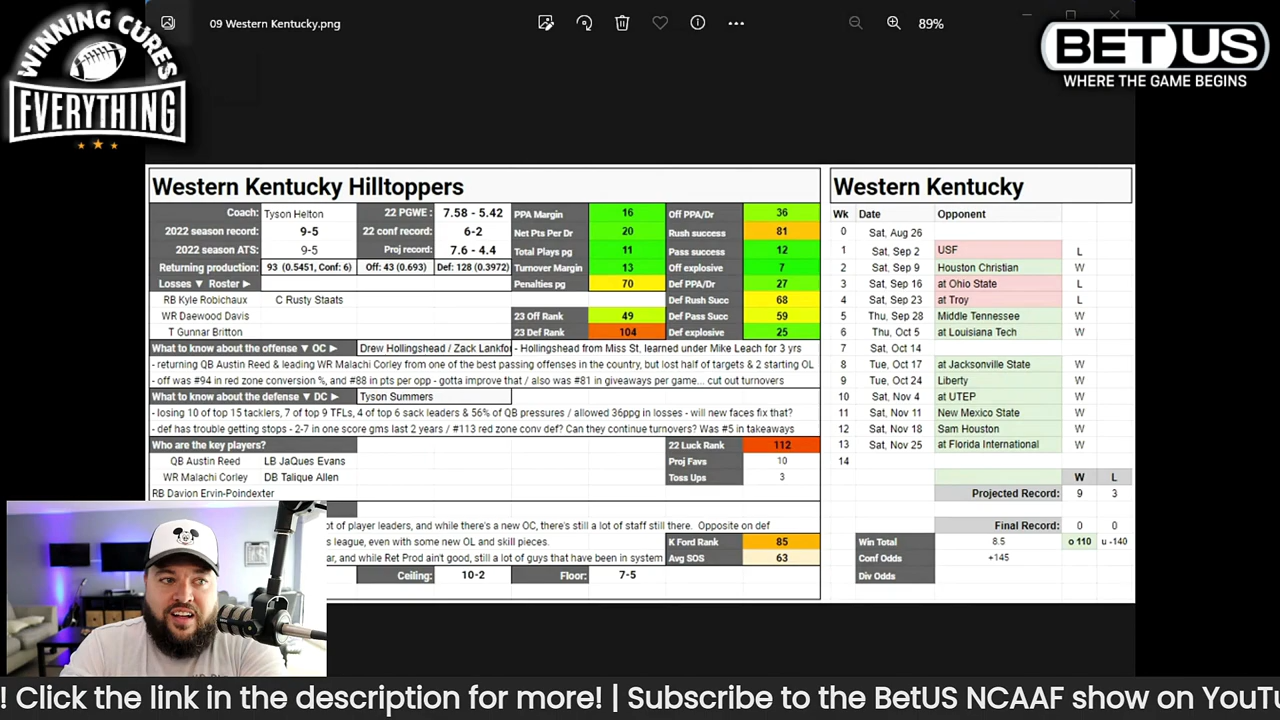 09 Western Kentucky.png
89%
WINNING CURES
EVERYTHING
BETUS
WHERE THE GAME BEGINS
Western Kentucky Hilltoppers
Coach: Tyson Helton 22 PGWE : 7.58 - 5.42 PPA Margin 16 Off PPA/Dr 36
2022 season record: 9-5 22 conf record: 6-2 Net Pts Per Dr 20 Rush success 81
2022 season ATS: 9-5 Proj record: 7.6 - 4.4 Total Plays pg 11 Pass success 12
Returning production: 93 (0.5451, Conf: 6) Off: 43 (0.693) Def: 128 (0.3972) Turnover Margin 13 Off explosive 7
Losses ▼ Roster ► Penalties pg 70 Def PPA/Dr 27
RB Kyle Robichaux C Rusty Staats Def Rush Succ 68
WR Daewood Davis 23 Off Rank 49 Def Pass Succ 59
T Gunnar Britton 23 Def Rank 104 Def explosive 25
What to know about the offense ▼ OC ► Drew Hollingshead / Zack Lankfor - Hollingshead from Miss St, learned under Mike Leach for 3 yrs
- returning QB Austin Reed & leading WR Malachi Corley from one of the best passing offenses in the country, but lost half of targets & 2 starting OL
- off was #94 in red zone conversion %, and #88 in pts per opp - gotta improve that / also was #81 in giveaways per game... cut out turnovers
What to know about the defense ▼ DC ► Tyson Summers
- losing 10 of top 15 tacklers, 7 of top 9 TFLs, 4 of top 6 sack leaders & 56% of QB pressures / allowed 36ppg in losses - will new faces fix that?
- def has trouble getting stops - 2-7 in one score gms last 2 years / #113 red zone conv def? Can they continue turnovers? Was #5 in takeaways
Who are the key players? 22 Luck Rank 112
QB Austin Reed LB JaQues Evans Proj Favs 10
WR Malachi Corley DB Talique Allen Toss Ups 3
RB Davion Ervin-Poindexter
ot of player leaders, and while there's a new OC, there's still a lot of staff still there. Opposite on def
s league, even with some new OL and skill pieces. K Ford Rank 85
ar, and while Ret Prod ain't good, still a lot of guys that have been in system Avg SOS 63
Ceiling: 10-2 Floor: 7-5
Western Kentucky
Wk Date Opponent
0 Sat, Aug 26
1 Sat, Sep 2 USF L
2 Sat, Sep 9 Houston Christian W
3 Sat, Sep 16 at Ohio State L
4 Sat, Sep 23 at Troy L
5 Thu, Sep 28 Middle Tennessee W
6 Thu, Oct 5 at Louisiana Tech W
7 Sat, Oct 14
8 Tue, Oct 17 at Jacksonville State W
9 Tue, Oct 24 Liberty W
10 Sat, Nov 4 at UTEP W
11 Sat, Nov 11 New Mexico State W
12 Sat, Nov 18 Sam Houston W
13 Sat, Nov 25 at Florida International W
14
W L
Projected Record: 9 3
Final Record: 0 0
Win Total 8.5 o 110 u -140
Conf Odds +145
Div Odds
! Click the link in the description for more! | Subscribe to the BetUS NCAAF show on YouTu